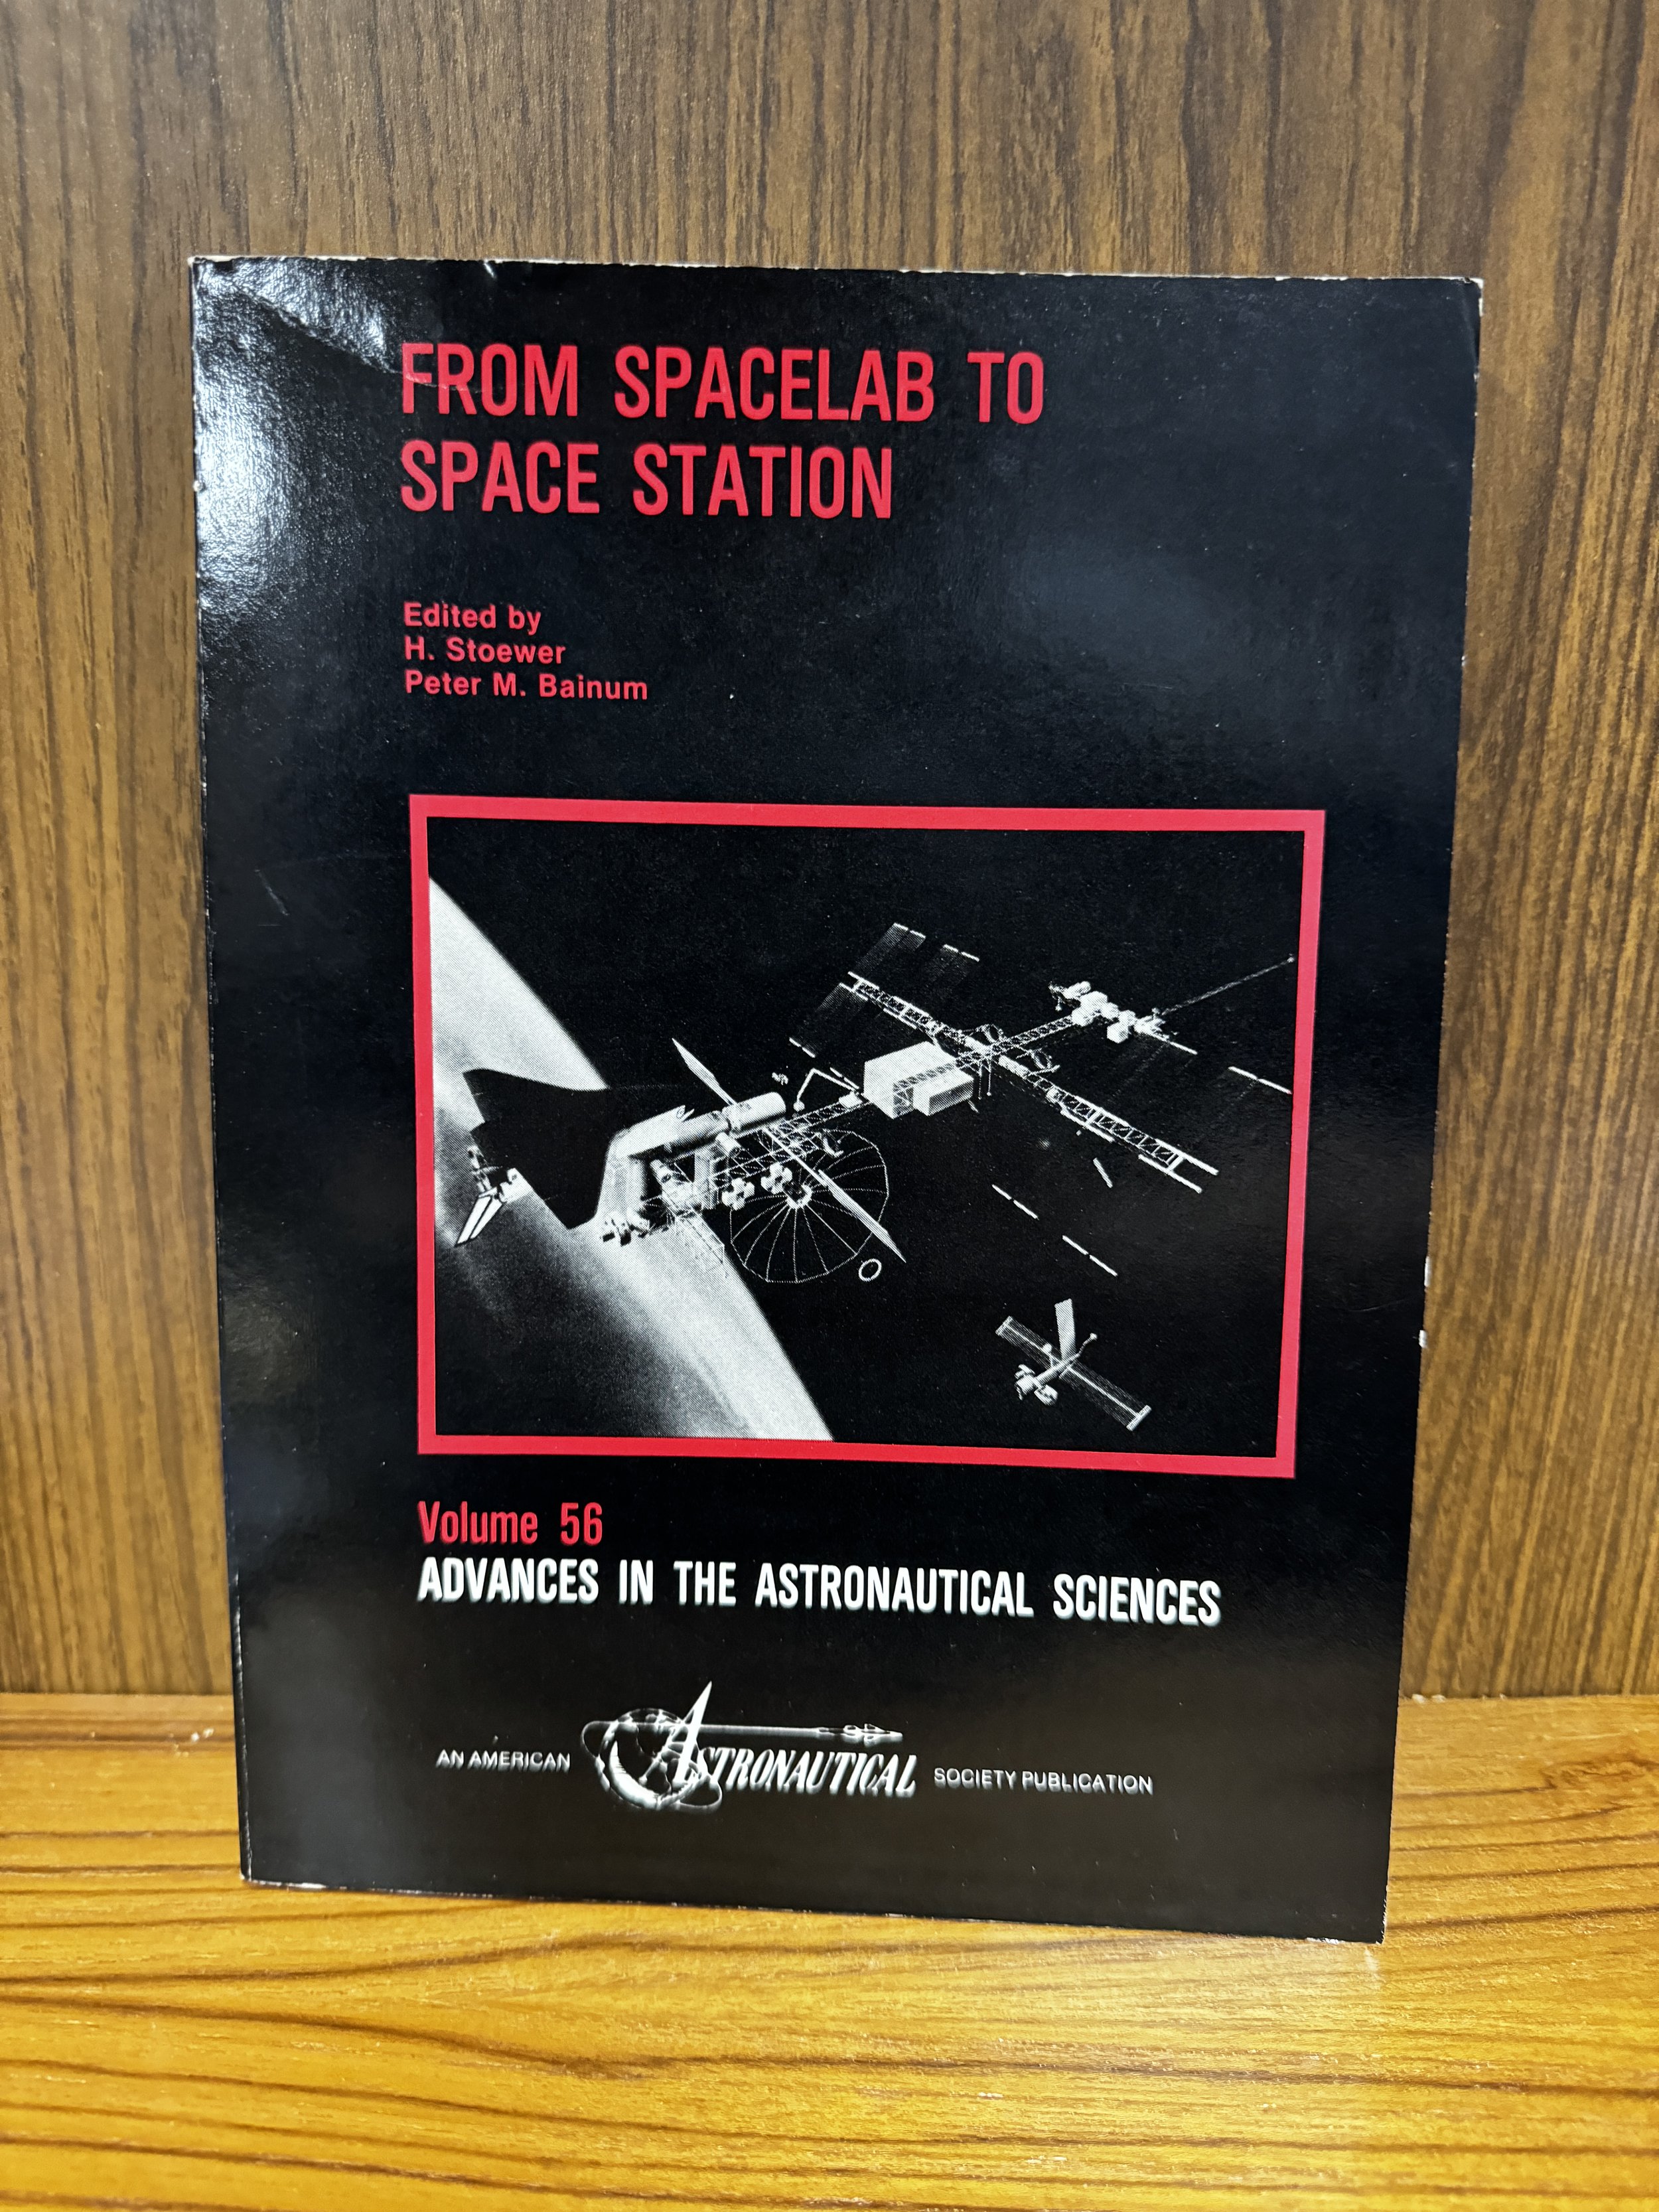 FROM SPACELAB TO
SPACE STATION
Edited by
H. Stoewer
Peter M. Bainum
Volume 56
ADVANCES IN THE ASTRONAUTICAL SCIENCES
AN AMERICAN ASTRONAUTICAL SOCIETY PUBLICATION